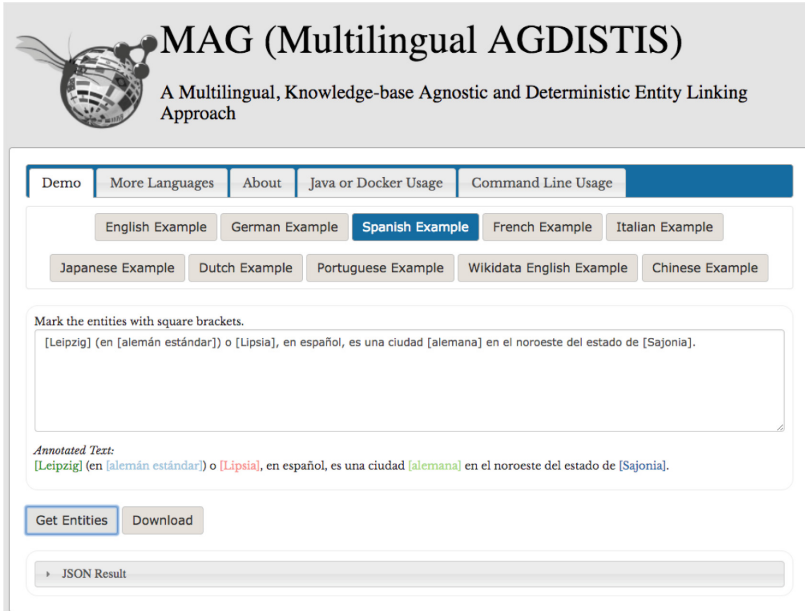 MAG (Multilingual AGDISTIS)
A Multilingual, Knowledge-base Agnostic and Deterministic Entity Linking
Approach
Demo More Languages About Java or Docker Usage Command Line Usage
English Example German Example Spanish Example French Example Italian Example
Japanese Example Dutch Example Portuguese Example Wikidata English Example Chinese Example
Mark the entities with square brackets.
[Leipzig] (en [alemán estándar]) o [Lipsia], en español, es una ciudad [alemana] en el noroeste del estado de [Sajonia].
Annotated Text:
[Leipzig] (en [alemán estándar]) o [Lipsia], en español, es una ciudad [alemana] en el noroeste del estado de [Sajonia].
Get Entities Download
JSON Result